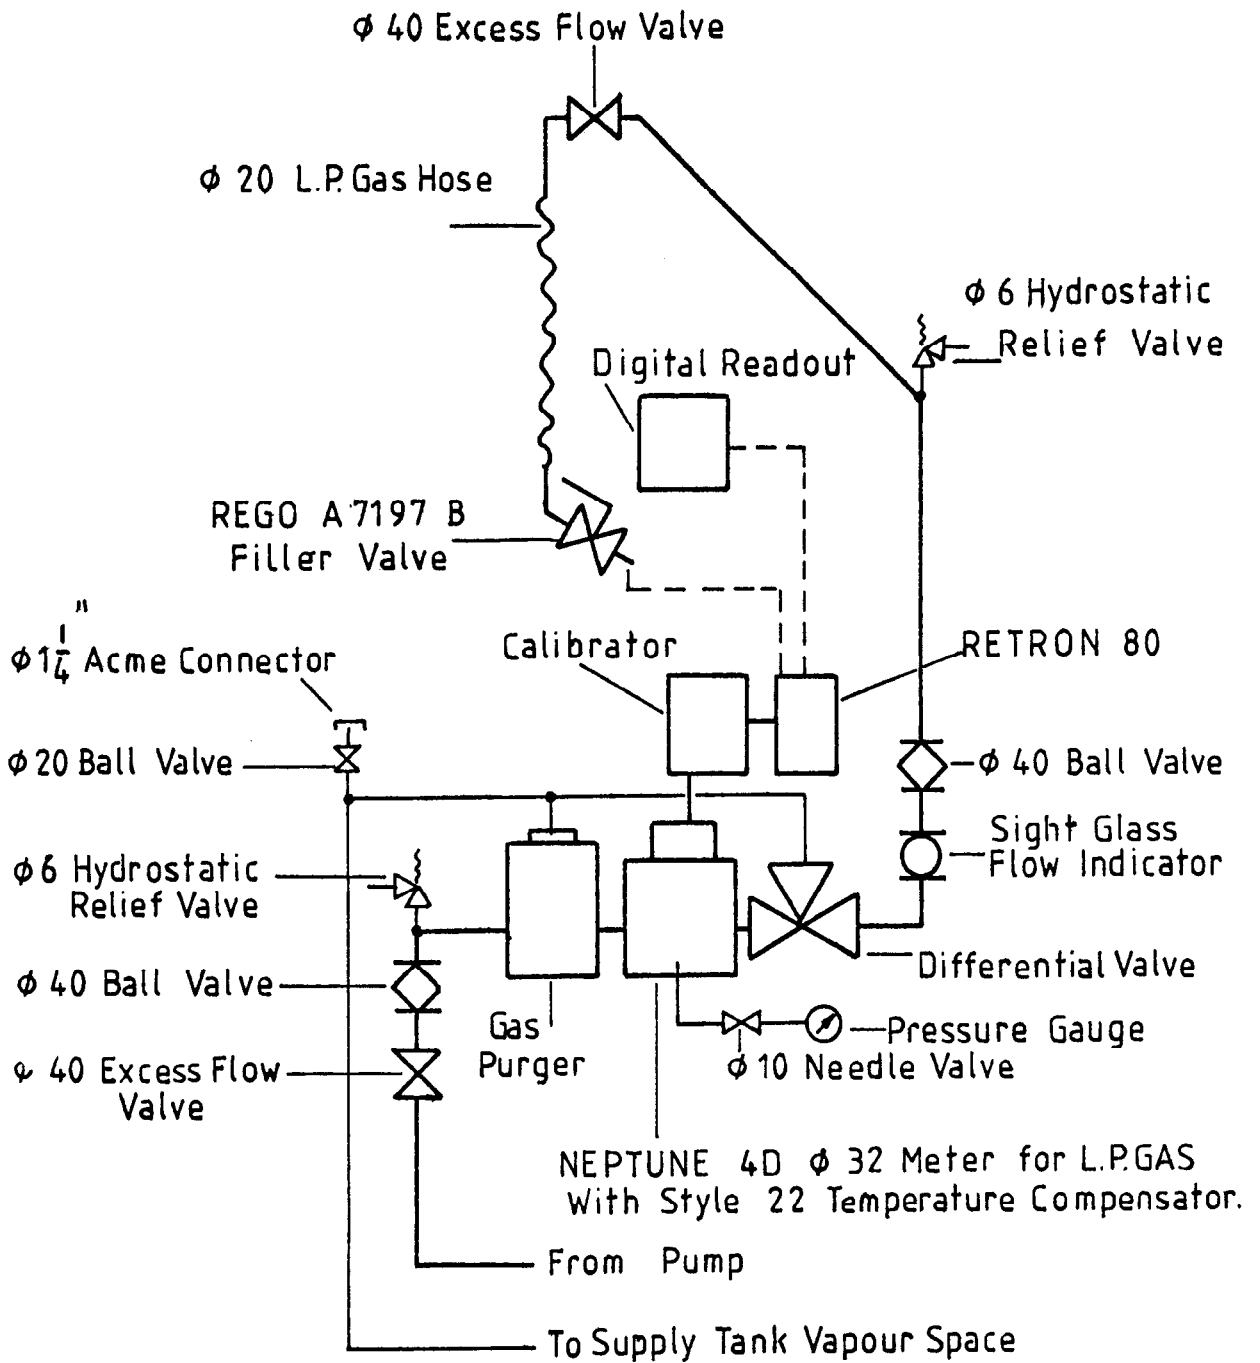 ϕ 40 Excess Flow Valve
ϕ 20 L.P. Gas Hose
ϕ 6 Hydrostatic
Relief Valve
Digital Readout
REGO A 7197 B
Filler Valve
ϕ 1 1/4" Acme Connector
Calibrator
RETRON 80
ϕ 20 Ball Valve
ϕ 40 Ball Valve
Sight Glass
Flow Indicator
ϕ 6 Hydrostatic
Relief Valve
Differential Valve
ϕ 40 Ball Valve
Gas
Purger
Pressure Gauge
ϕ 10 Needle Valve
ϕ 40 Excess Flow
Valve
NEPTUNE 4D ϕ 32 Meter for L.P.GAS
With Style 22 Temperature Compensator.
From Pump
To Supply Tank Vapour Space